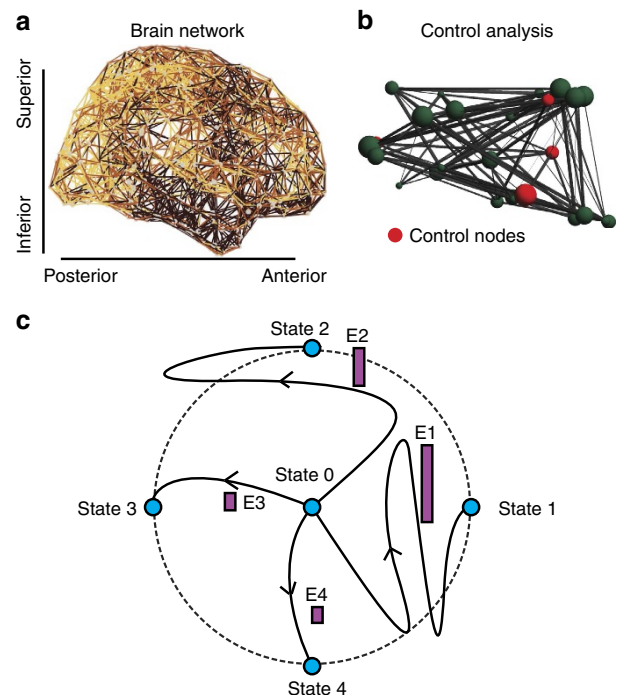 a
Brain network
Superior
Inferior
Posterior
Anterior
b
Control analysis
Control nodes
c
State 2
E2
E1
State 0
State 3
E3
State 1
E4
State 4